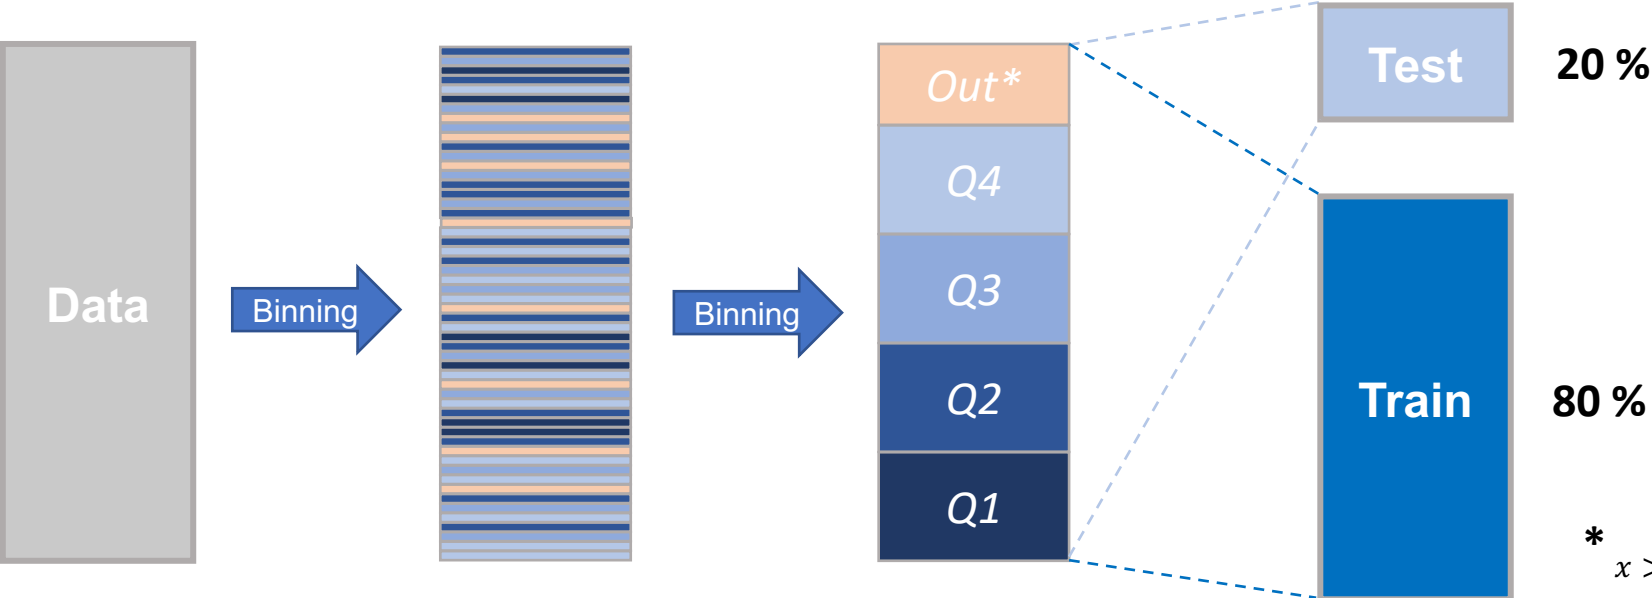 Data
Binning
Binning
Out*
Q4
Q3
Q2
Q1
Test
20 %
Train
80 %
* x >